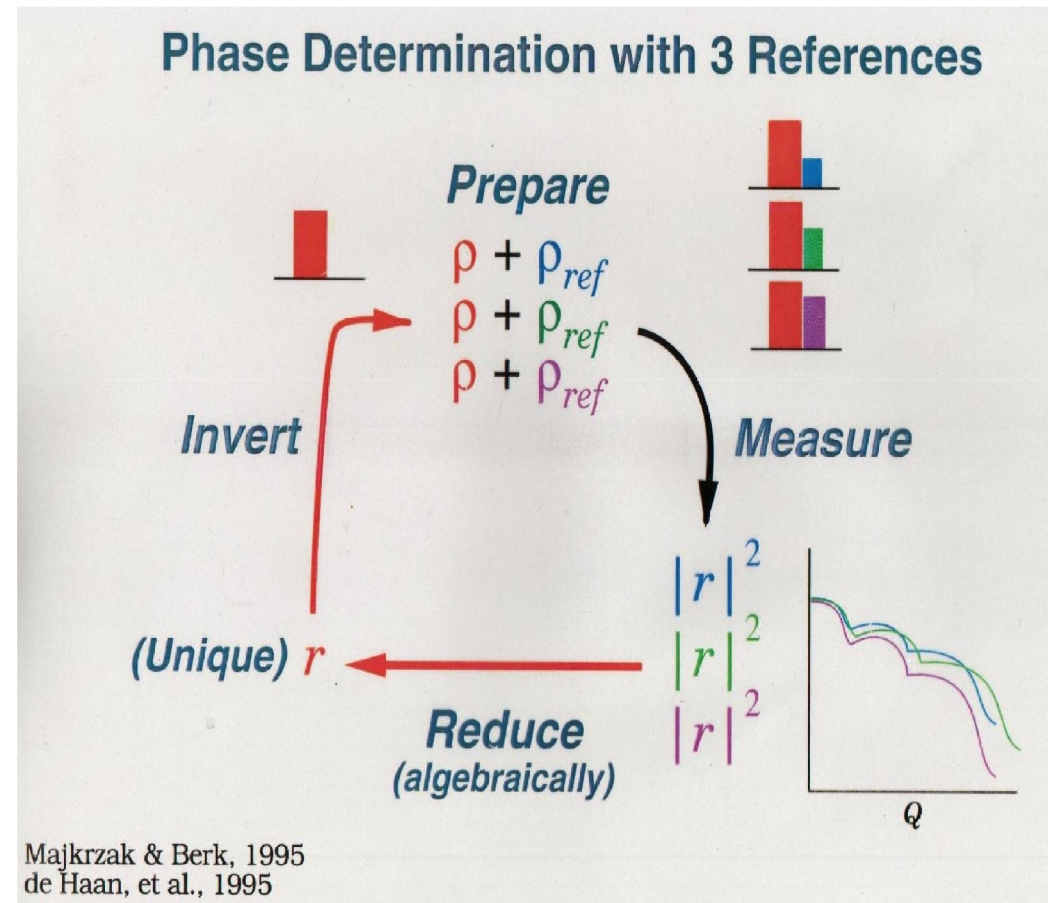 Phase Determination with 3 References
Prepare
ρ + ρref
ρ + ρref
ρ + ρref
Invert
Measure
|r|²
|r|²
|r|²
(Unique) r
Reduce
(algebraically)
Q
Majkrzak & Berk, 1995
de Haan, et al., 1995